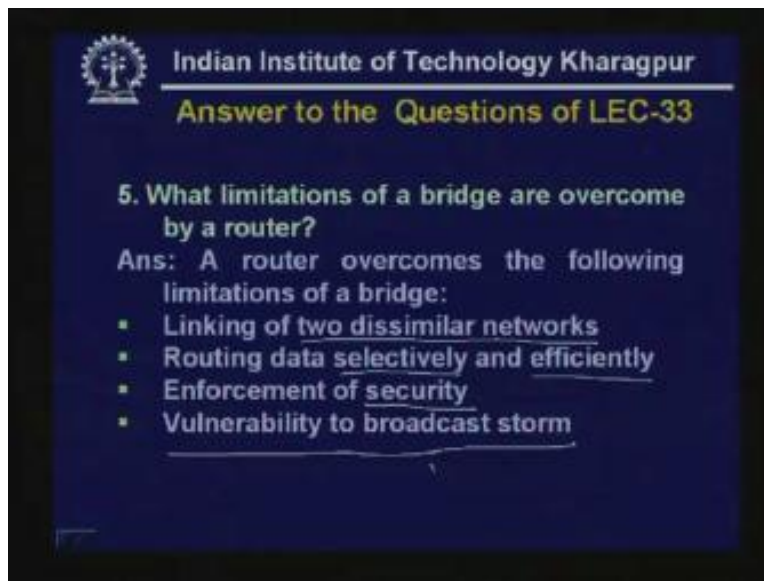 Indian Institute of Technology Kharagpur
Answer to the Questions of LEC-33
5. What limitations of a bridge are overcome
by a router?
Ans: A router overcomes the following
limitations of a bridge:
▪ Linking of two dissimilar networks
▪ Routing data selectively and efficiently
▪ Enforcement of security
▪ Vulnerability to broadcast storm